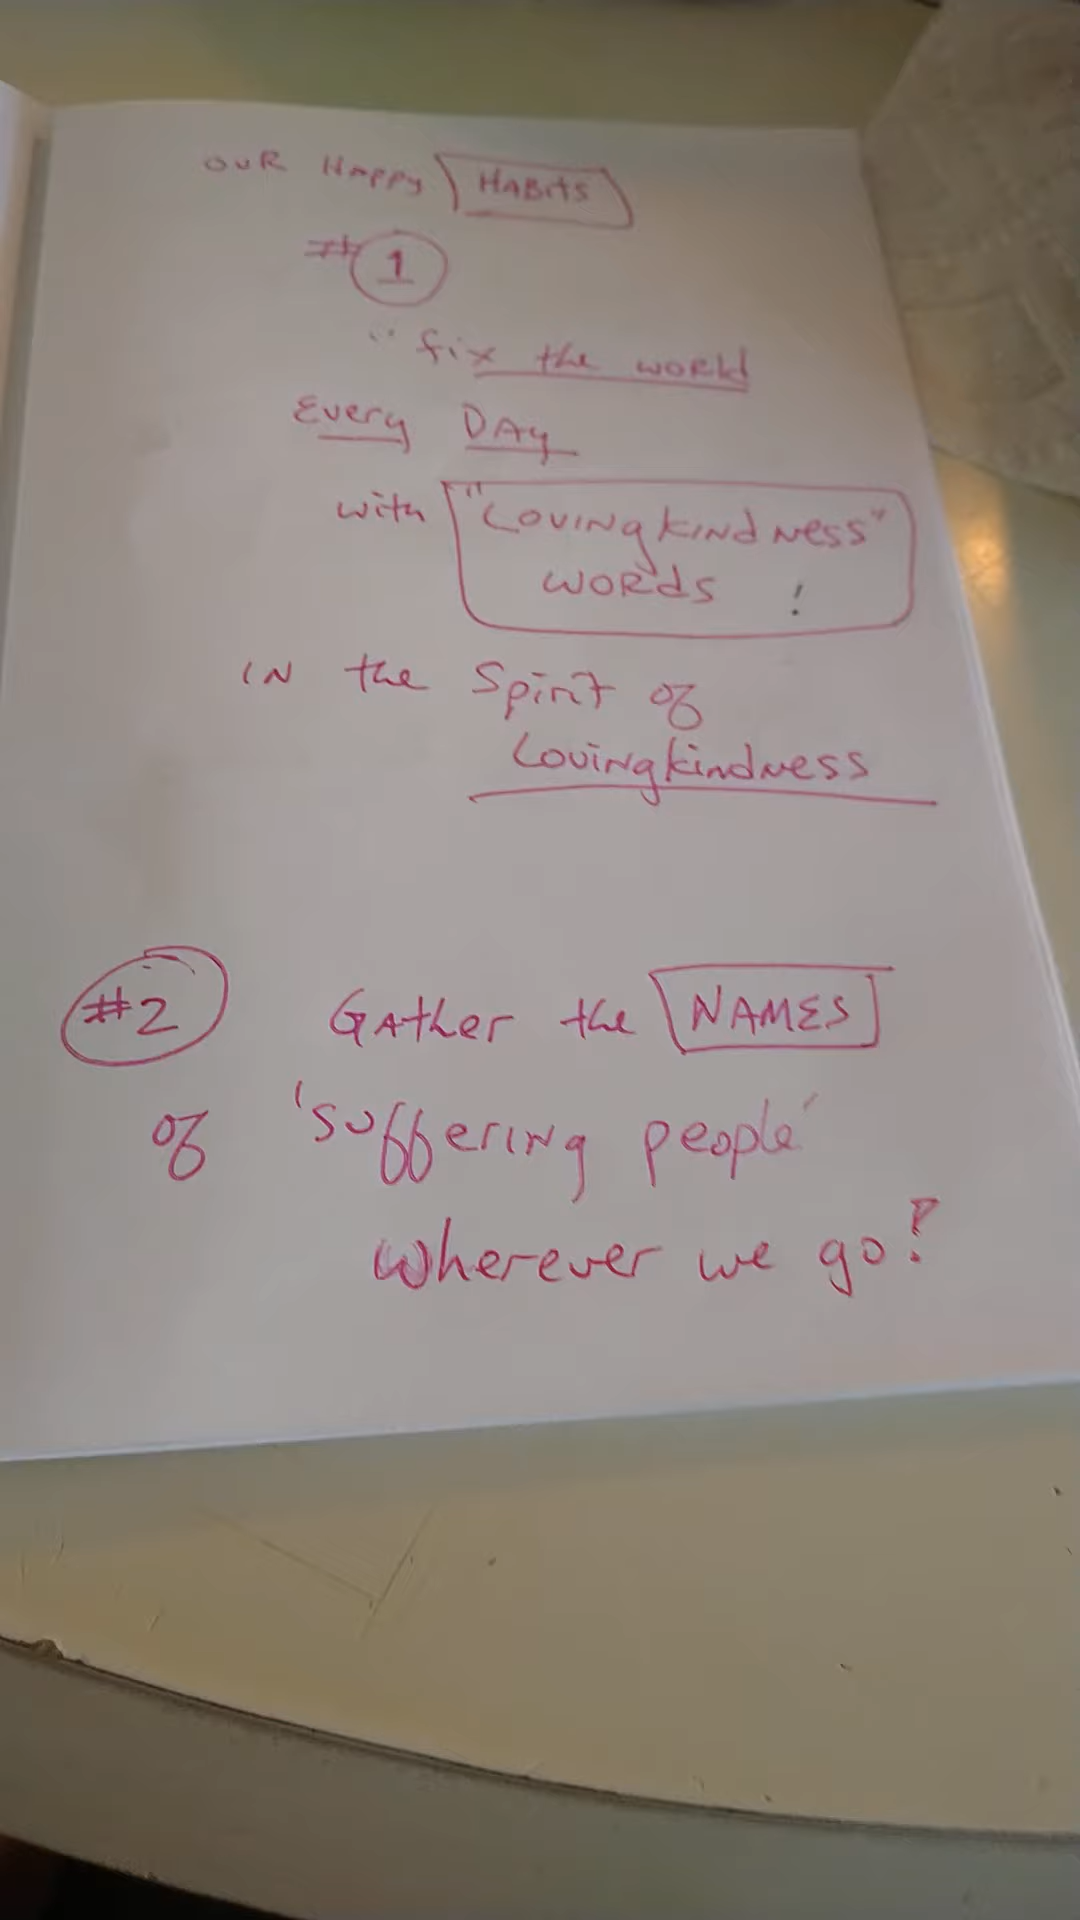 OUR HAPPY HABITS
#1
"fix the world
Every DAy
with "Lovingkindness"
words !
IN the Spirit of
Lovingkindness
#2 GAther the NAMES
of 'suffering people'
wherever we go!